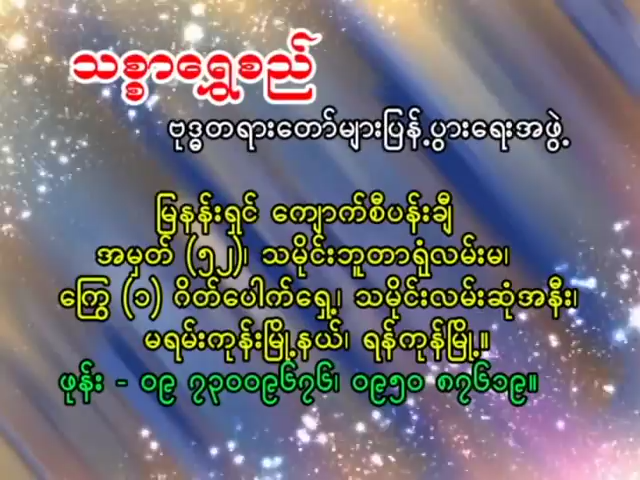 သစ္စာရွှေစည်
ဗုဒ္ဓတရားတော်များပြန့်ပွားရေးအဖွဲ့
မြနန်းရှင် ကျောက်စီပန်းချီ
အမှတ် (၅၂)၊ သမိုင်းဘူတာရုံလမ်းမ၊
ကြွေ (၁) ဂိတ်ပေါက်ရှေ့၊ သမိုင်းလမ်းဆုံအနီး၊
မရမ်းကုန်းမြို့နယ်၊ ရန်ကုန်မြို့။
ဖုန်း - ၀၉ ၇၃၀၀၉၆၇၆၊ ၀၉၅၀ ၈၇၆၁၉။